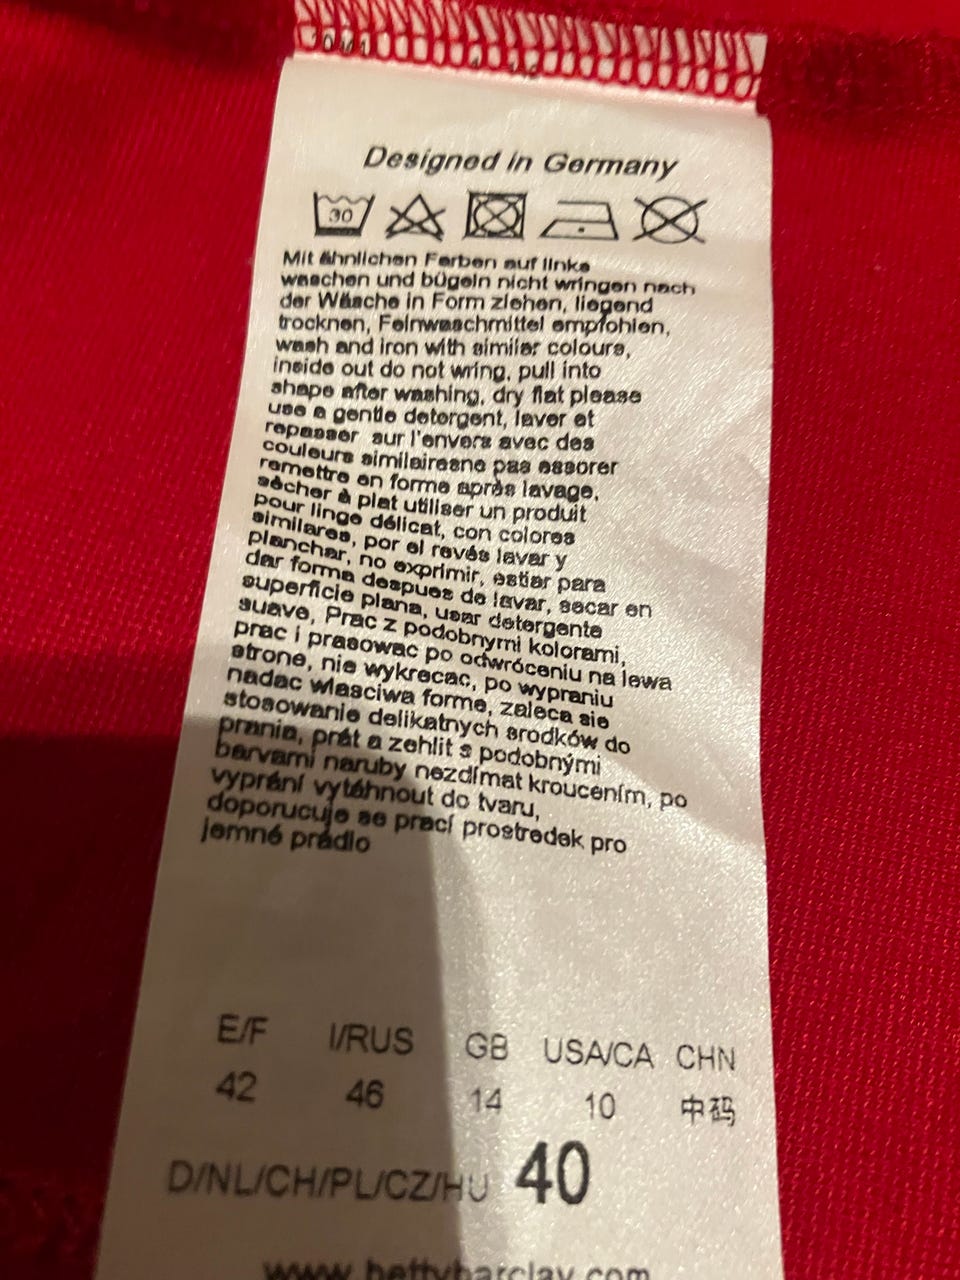 Designed in Germany
30
Mit ähnlichen Farben auf links
waschen und bügeln nicht wringen nach
der Wäsche in Form ziehen, liegend
trocknen, Feinwaschmittel empfohlen,
wash and iron with similar colours,
inside out do not wring, pull into
shape after washing, dry flat please
use a gentle detergent, laver et
repasser sur l'envers avec des
couleurs similairesne pas essorer
remettre en forme après lavage,
sècher à plat utiliser un produit
pour linge délicat, con colores
similares, por el revés lavar y
planchar, no exprimir, estiar para
dar forma despues de lavar, secar en
superficie plana, usar detergente
suave, Prac z podobnymi kolorami,
prac i prasowac po odwróceniu na lewa
strone, nie wykrecac, po wypraniu
nadac wlasciwa forme, zaleca sie
stosowanie delikatnych srodków do
prania, prát a zehlit s podobnými
barvami naruby nezdímat kroucením, po
vyprání vytáhnout do tvaru,
doporucuje se prací prostredek pro
jemné prádlo
E/F I/RUS GB USA/CA CHN
42 46 14 10 中码
D/NL/CH/PL/CZ/HU 40
www.bettybarclay.com